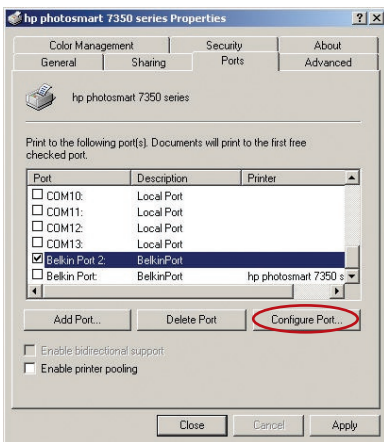 hp photosmart 7350 series Properties
Color Management Security About
General Sharing Ports Advanced
hp photosmart 7350 series
Print to the following port(s). Documents will print to the first free
checked port.
Port Description Printer
COM10: Local Port
COM11: Local Port
COM12: Local Port
COM13: Local Port
Belkin Port 2: BelkinPort
Belkin Port: BelkinPort hp photosmart 7350 s
Add Port... Delete Port Configure Port...
Enable bidirectional support
Enable printer pooling
Close Cancel Apply